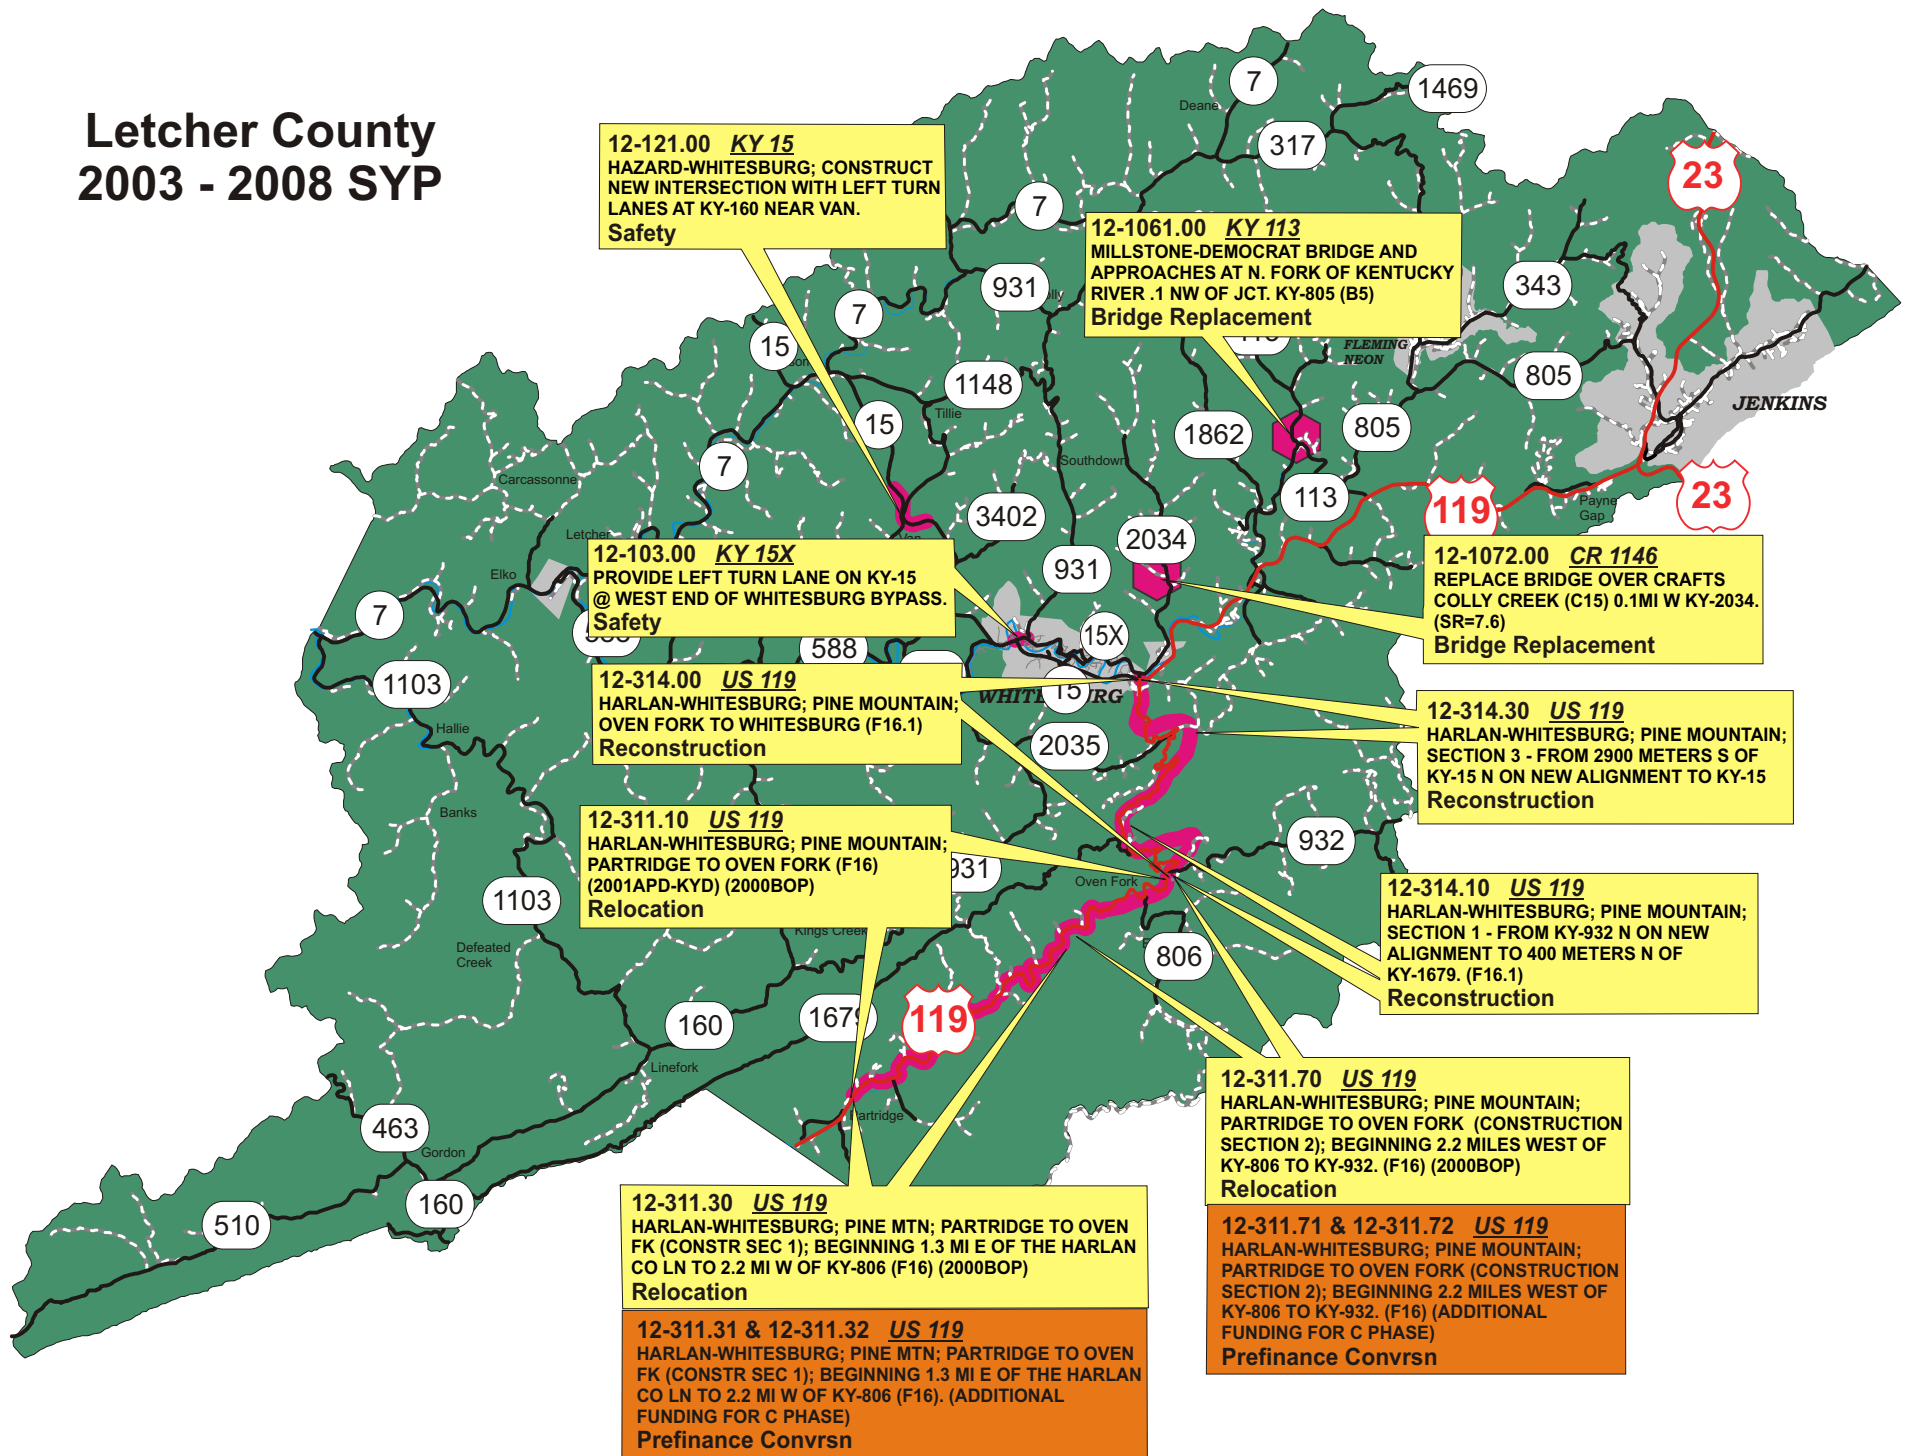 Letcher County
2003 - 2008 SYP
12-121.00 KY 15
HAZARD-WHITESBURG; CONSTRUCT
NEW INTERSECTION WITH LEFT TURN
LANES AT KY-160 NEAR VAN.
Safety
12-1061.00 KY 113
MILLSTONE-DEMOCRAT BRIDGE AND
APPROACHES AT N. FORK OF KENTUCKY
RIVER .1 NW OF JCT. KY-805 (B5)
Bridge Replacement
Deane
7
1469
317
23
7
931
7
343
15
FLEMING
NEON
805
1148
JENKINS
Tillie
15
1862
805
7
Southdown
Carcassonne
113
119
23
Payne
Gap
3402
2034
Letcher
12-103.00 KY 15X
PROVIDE LEFT TURN LANE ON KY-15
@ WEST END OF WHITESBURG BYPASS.
Safety
12-1072.00 CR 1146
REPLACE BRIDGE OVER CRAFTS
COLLY CREEK (C15) 0.1MI W KY-2034.
(SR=7.6)
Bridge Replacement
Elko
931
7
588
15X
1103
15
12-314.00 US 119
HARLAN-WHITESBURG; PINE MOUNTAIN;
OVEN FORK TO WHITESBURG (F16.1)
Reconstruction
12-314.30 US 119
HARLAN-WHITESBURG; PINE MOUNTAIN;
SECTION 3 - FROM 2900 METERS S OF
KY-15 N ON NEW ALIGNMENT TO KY-15
Reconstruction
Hallie
2035
Banks
12-311.10 US 119
HARLAN-WHITESBURG; PINE MOUNTAIN;
PARTRIDGE TO OVEN FORK (F16)
(2001APD-KYD) (2000BOP)
Relocation
932
931
Oven Fork
12-314.10 US 119
HARLAN-WHITESBURG; PINE MOUNTAIN;
SECTION 1 - FROM KY-932 N ON NEW
ALIGNMENT TO 400 METERS N OF
KY-1679. (F16.1)
Reconstruction
1103
Kings Creek
Defeated
Creek
806
160
1679
119
Linefork
12-311.70 US 119
HARLAN-WHITESBURG; PINE MOUNTAIN;
PARTRIDGE TO OVEN FORK (CONSTRUCTION
SECTION 2); BEGINNING 2.2 MILES WEST OF
KY-806 TO KY-932. (F16) (2000BOP)
Relocation
463
Gordon
160
510
12-311.30 US 119
HARLAN-WHITESBURG; PINE MTN; PARTRIDGE TO OVEN
FK (CONSTR SEC 1); BEGINNING 1.3 MI E OF THE HARLAN
CO LN TO 2.2 MI W OF KY-806 (F16) (2000BOP)
Relocation
12-311.71 & 12-311.72 US 119
HARLAN-WHITESBURG; PINE MOUNTAIN;
PARTRIDGE TO OVEN FORK (CONSTRUCTION
SECTION 2); BEGINNING 2.2 MILES WEST OF
KY-806 TO KY-932. (F16) (ADDITIONAL
FUNDING FOR C PHASE)
Prefinance Convrsn
12-311.31 & 12-311.32 US 119
HARLAN-WHITESBURG; PINE MTN; PARTRIDGE TO OVEN
FK (CONSTR SEC 1); BEGINNING 1.3 MI E OF THE HARLAN
CO LN TO 2.2 MI W OF KY-806 (F16). (ADDITIONAL
FUNDING FOR C PHASE)
Prefinance Convrsn